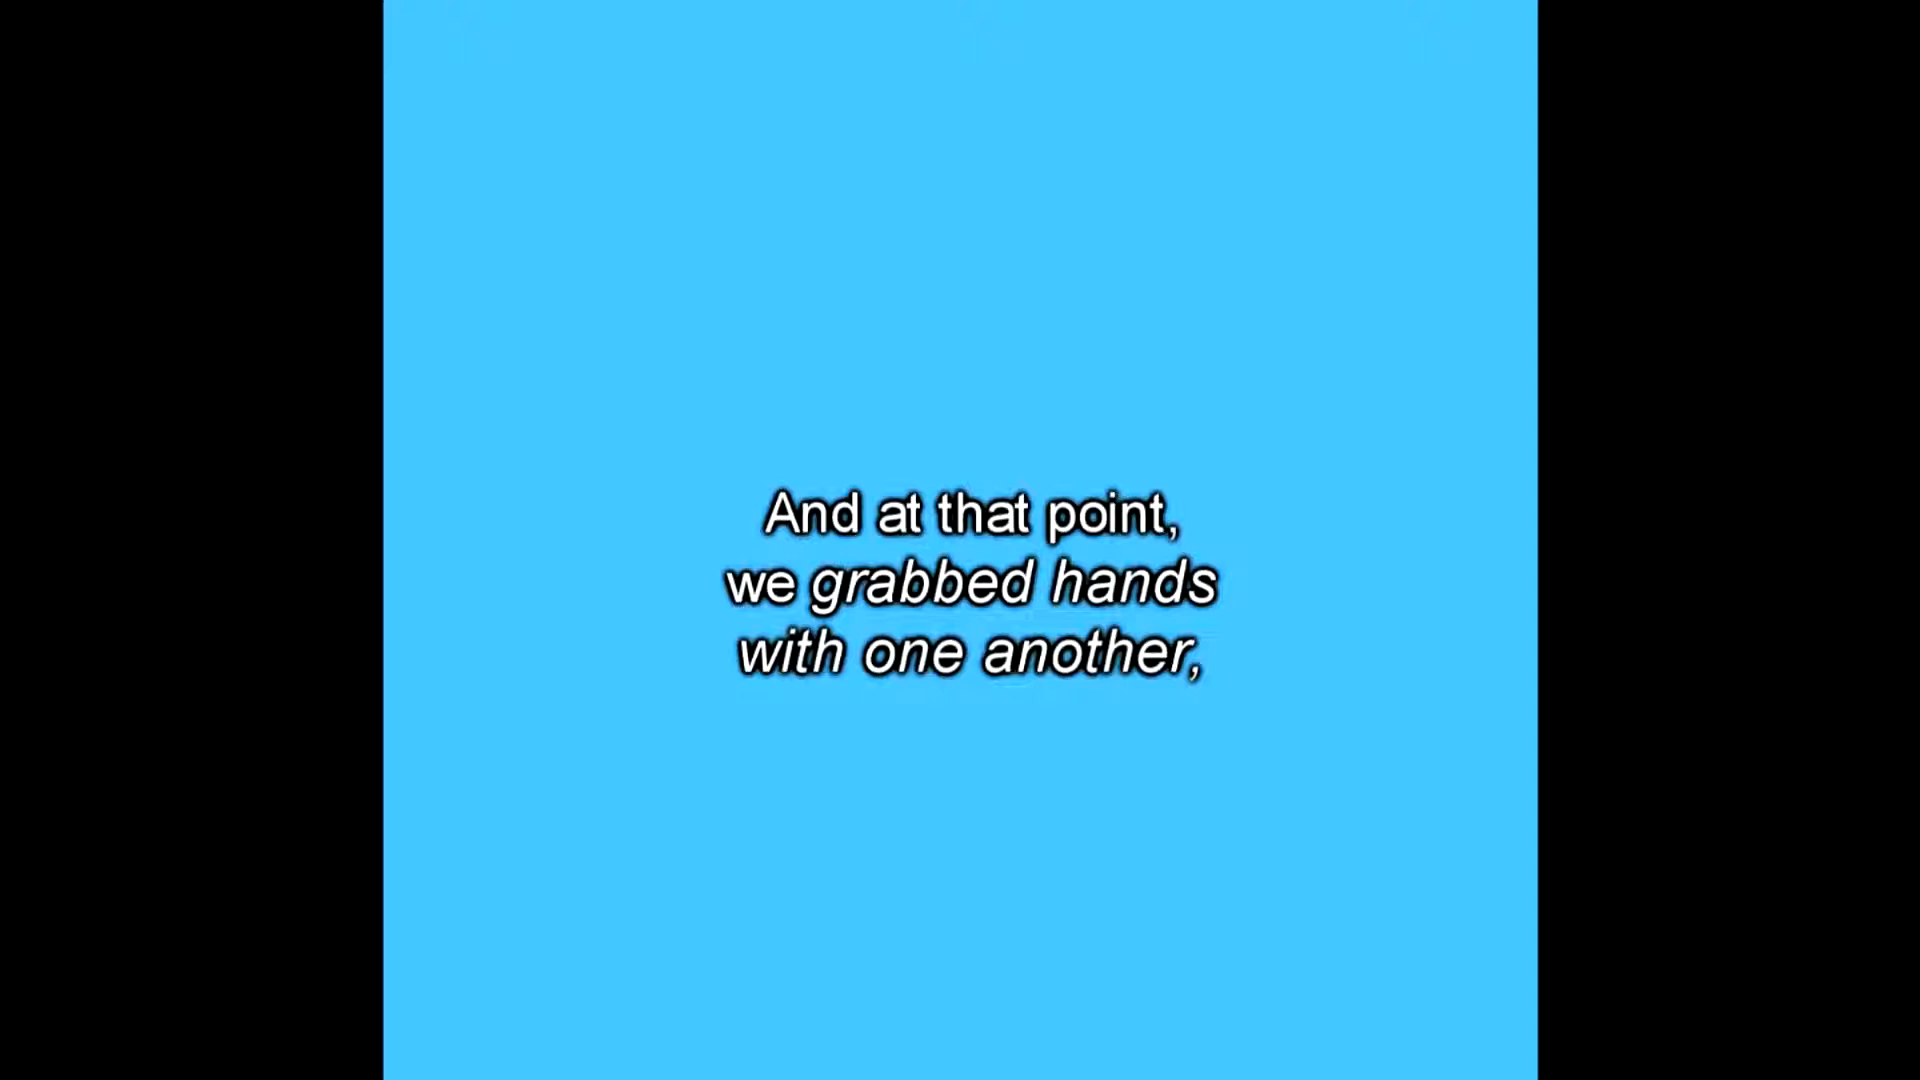 And at that point,
we grabbed hands
with one another,